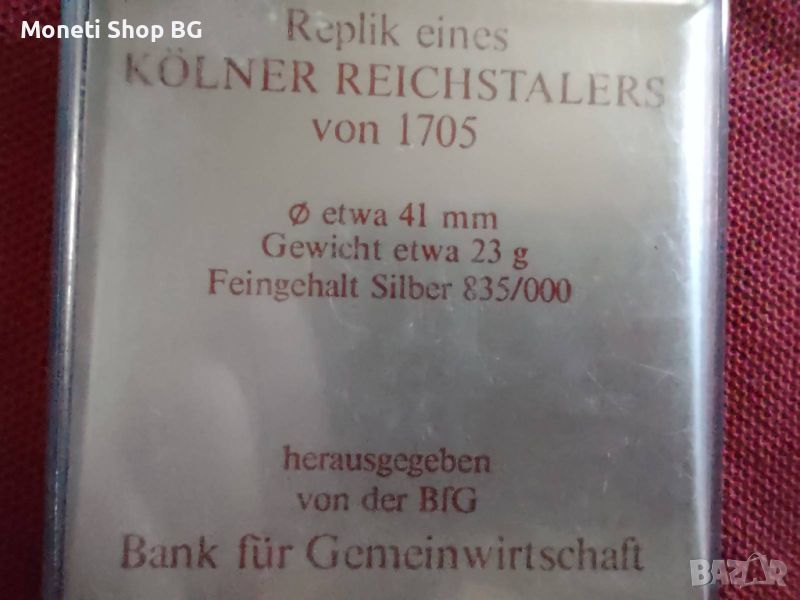 Moneti Shop BG
Replik eines
KÖLNER REICHSTALERS
von 1705
Ø etwa 41 mm
Gewicht etwa 23 g
Feingehalt Silber 835/000
herausgegeben
von der BfG
Bank für Gemeinwirtschaft
BAZAR